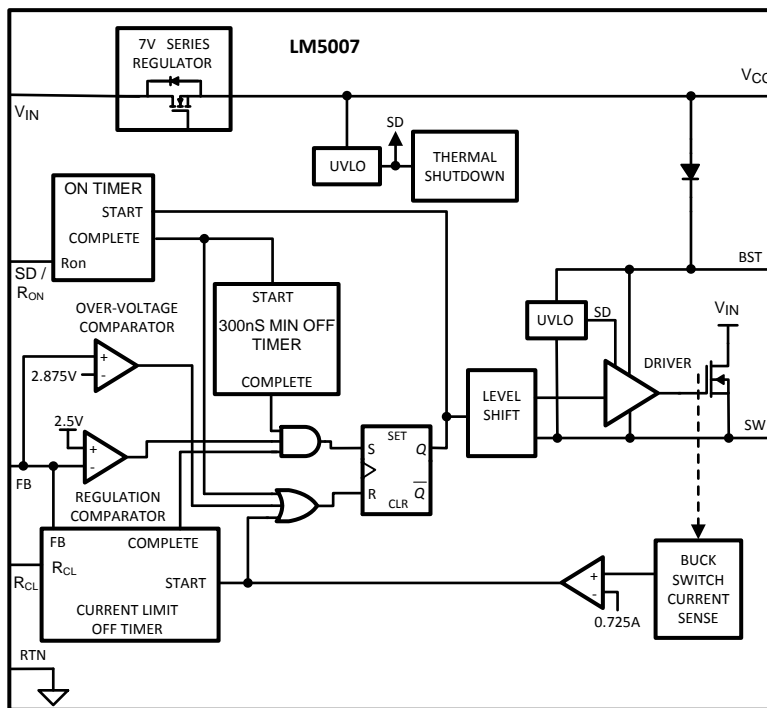 7V SERIES
REGULATOR
LM5007
VCC
VIN
SD
UVLO
THERMAL
SHUTDOWN
ON TIMER
START
COMPLETE
Ron
SD /
RON
BST
START
300nS MIN OFF
TIMER
COMPLETE
OVER-VOLTAGE
COMPARATOR
+
-
2.875V
UVLO
SD
VIN
DRIVER
LEVEL
SHIFT
2.5V
+
-
SET
S
Q
R
Q
CLR
SW
FB
REGULATION
COMPARATOR
FB
COMPLETE
RCL
RCL
START
CURRENT LIMIT
OFF TIMER
+
-
0.725A
BUCK
SWITCH
CURRENT
SENSE
RTN